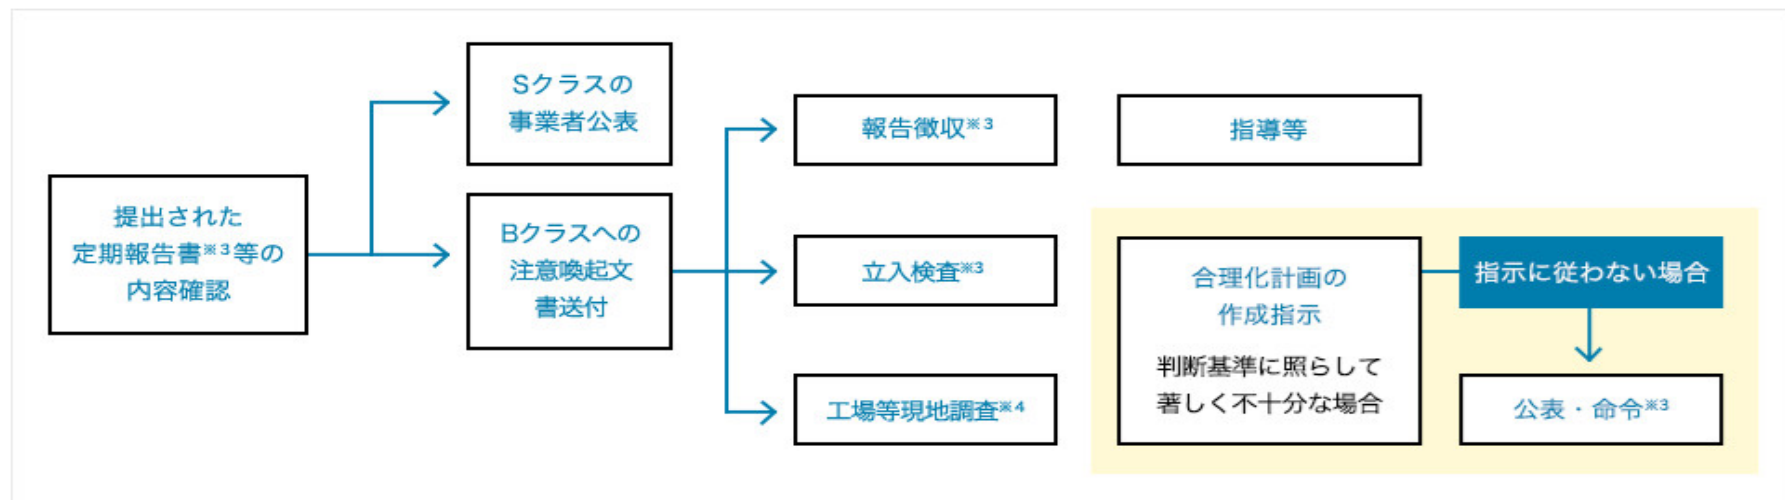 提出された
定期報告書※3等の
内容確認
Sクラスの
事業者公表
Bクラスへの
注意喚起文
書送付
報告徴収※3
立入検査※3
工場等現地調査※4
指導等
合理化計画の
作成指示
判断基準に照らして
著しく不十分な場合
指示に従わない場合
公表・命令※3